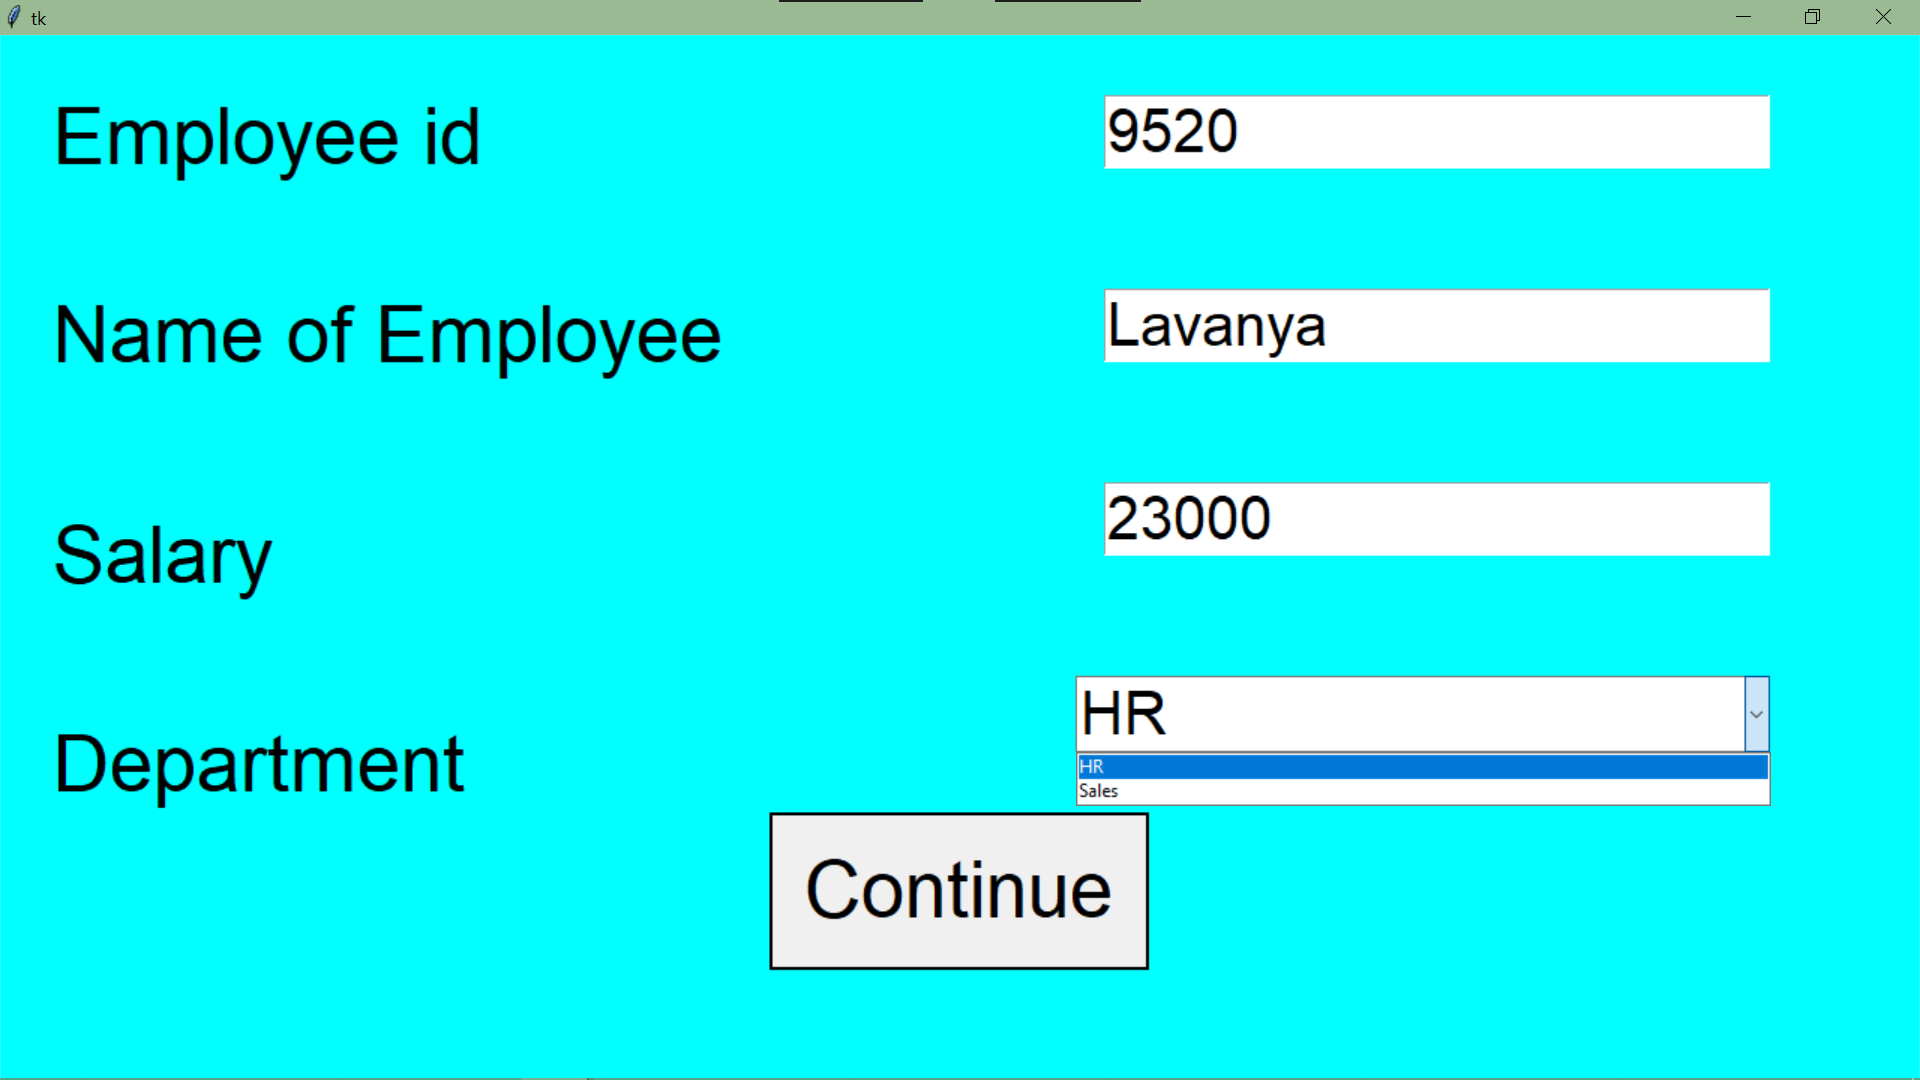 tk
Employee id
9520
Name of Employee
Lavanya
Salary
23000
Department
HR
HR
Sales
Continue